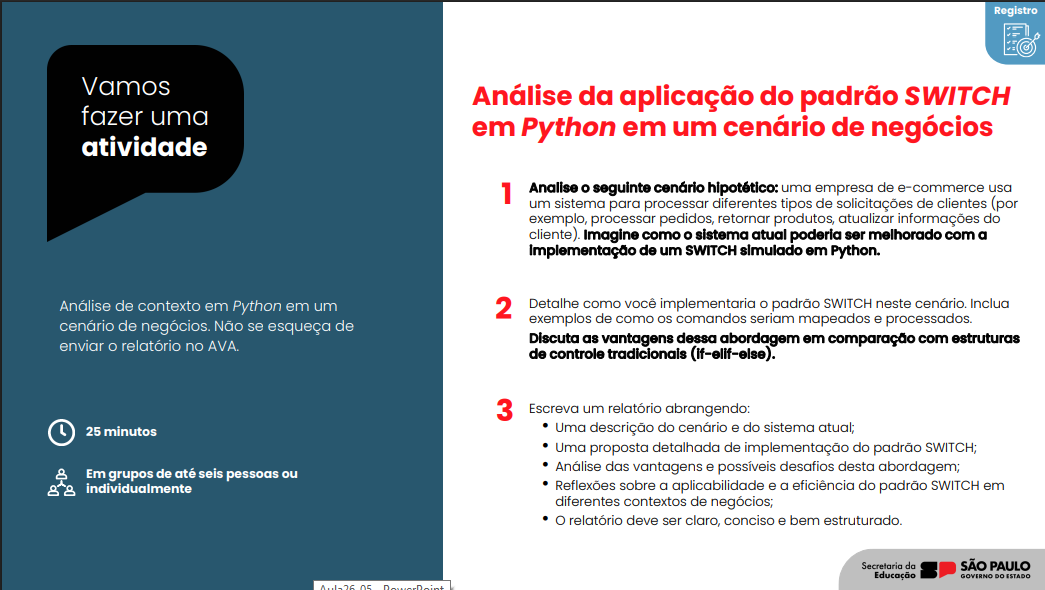 Registro
Vamos
fazer uma
atividade
Análise da aplicação do padrão SWITCH
em Python em um cenário de negócios
1
Analise o seguinte cenário hipotético: uma empresa de e-commerce usa
um sistema para processar diferentes tipos de solicitações de clientes (por
exemplo, processar pedidos, retornar produtos, atualizar informações do
cliente). Imagine como o sistema atual poderia ser melhorado com a
implementação de um SWITCH simulado em Python.
Análise de contexto em Python em um
cenário de negócios. Não se esqueça de
enviar o relatório no AVA.
2
Detalhe como você implementaria o padrão SWITCH neste cenário. Inclua
exemplos de como os comandos seriam mapeados e processados.
Discuta as vantagens dessa abordagem em comparação com estruturas
de controle tradicionais (if-elif-else).
25 minutos
Em grupos de até seis pessoas ou
individualmente
3
Escreva um relatório abrangendo:
• Uma descrição do cenário e do sistema atual;
• Uma proposta detalhada de implementação do padrão SWITCH;
• Análise das vantagens e possíveis desafios desta abordagem;
• Reflexões sobre a aplicabilidade e a eficiência do padrão SWITCH em
diferentes contextos de negócios;
• O relatório deve ser claro, conciso e bem estruturado.
Secretaria da
Educação
SÃO PAULO
GOVERNO DO ESTADO
Aula26_05 - PowerPoint